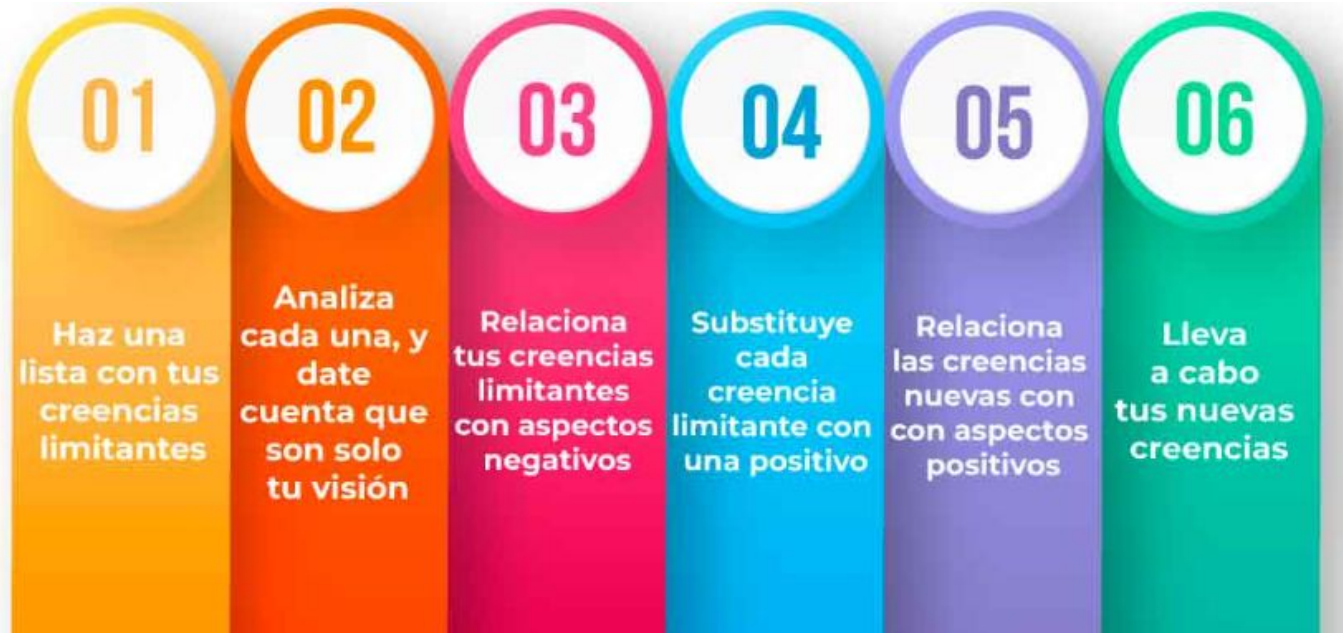 01
Haz una
lista con tus
creencias
limitantes
02
Analiza
cada una, y
date
cuenta que
son solo
tu visión
03
Relaciona
tus creencias
limitantes
con aspectos
negativos
04
Substituye
cada
creencia
limitante con
una positivo
05
Relaciona
las creencias
nuevas con
con aspectos
positivos
06
Lleva
a cabo
tus nuevas
creencias